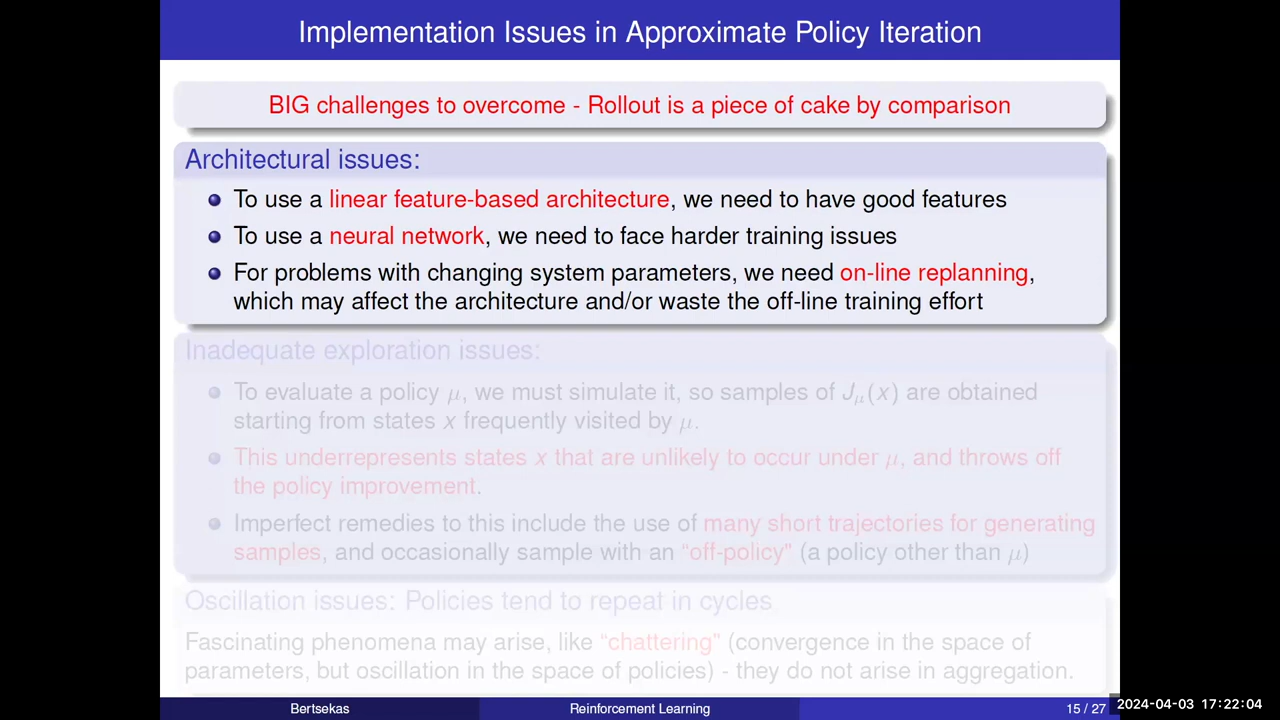 Implementation Issues in Approximate Policy Iteration
BIG challenges to overcome - Rollout is a piece of cake by comparison
Architectural issues:
To use a linear feature-based architecture, we need to have good features
To use a neural network, we need to face harder training issues
For problems with changing system parameters, we need on-line replanning,
which may affect the architecture and/or waste the off-line training effort
Inadequate exploration issues:
To evaluate a policy μ, we must simulate it, so samples of Jμ(x) are obtained
starting from states x frequently visited by μ.
This underrepresents states x that are unlikely to occur under μ, and throws off
the policy improvement.
Imperfect remedies to this include the use of many short trajectories for generating
samples, and occasionally sample with an “off-policy” (a policy other than μ)
Oscillation issues: Policies tend to repeat in cycles
Fascinating phenomena may arise, like “chattering” (convergence in the space of
parameters, but oscillation in the space of policies) - they do not arise in aggregation.
Bertsekas Reinforcement Learning 15 / 27
2024-04-03 17:22:04